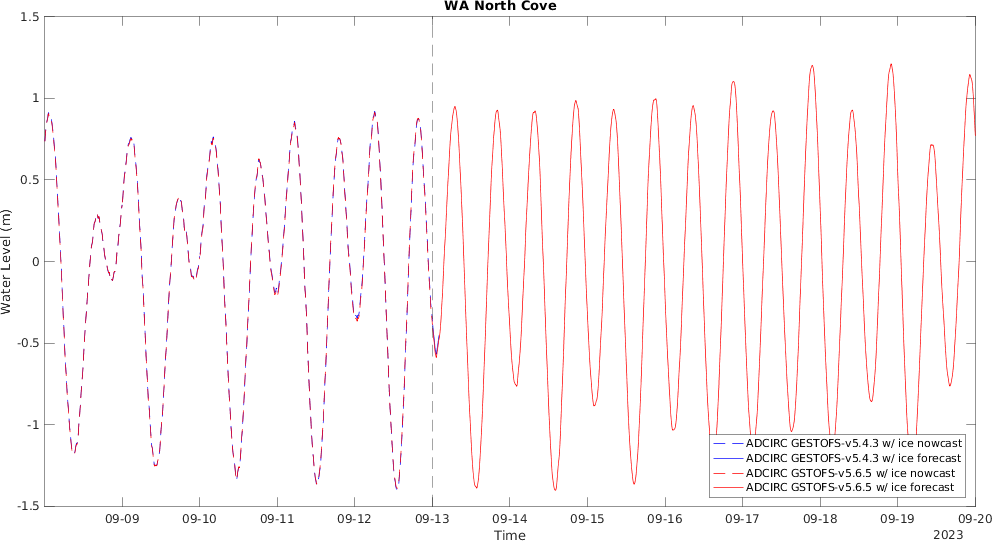 WA North Cove
1.5
1
0.5
0
-0.5
-1
-1.5
Water Level (m)
ADCIRC GESTOFS-v5.4.3 w/ ice nowcast
ADCIRC GESTOFS-v5.4.3 w/ ice forecast
ADCIRC GSTOFS-v5.6.5 w/ ice nowcast
ADCIRC GSTOFS-v5.6.5 w/ ice forecast
09-09 09-10 09-11 09-12 09-13 09-14 09-15 09-16 09-17 09-18 09-19 09-20
Time
2023